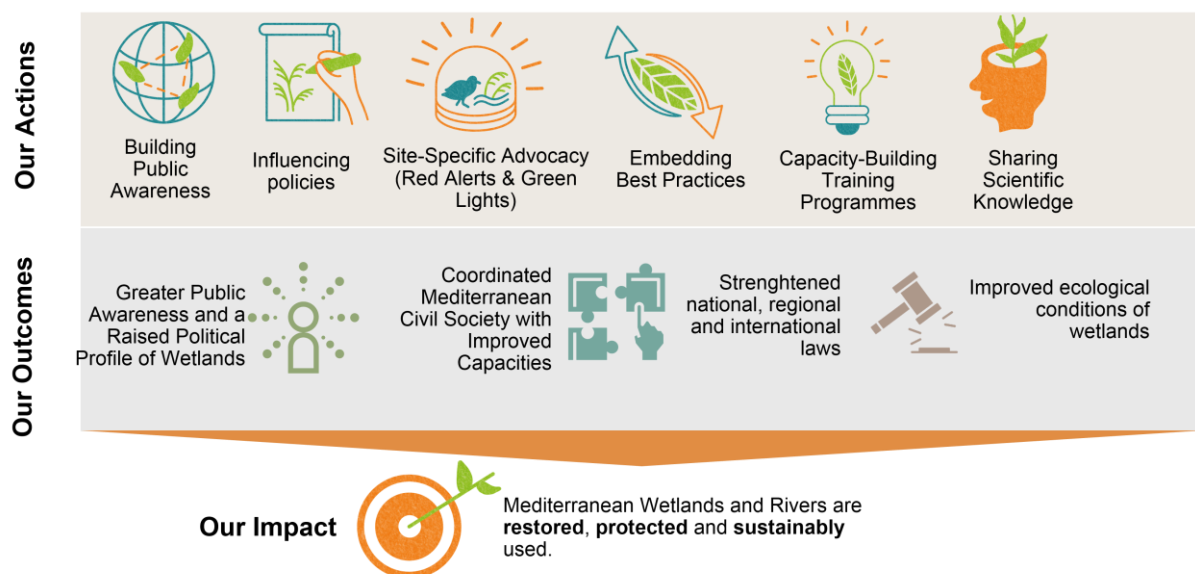 Our Actions
Building
Public
Awareness
Influencing
policies
Site-Specific Advocacy
(Red Alerts & Green
Lights)
Embedding
Best Practices
Capacity-Building
Training
Programmes
Sharing
Scientific
Knowledge
Our Outcomes
Greater Public
Awareness and a
Raised Political
Profile of Wetlands
Coordinated
Mediterranean
Civil Society with
Improved
Capacities
Strenghtened
national, regional
and international
laws
Improved ecological
conditions of
wetlands
Our Impact
Mediterranean Wetlands and Rivers are
restored, protected and sustainably
used.